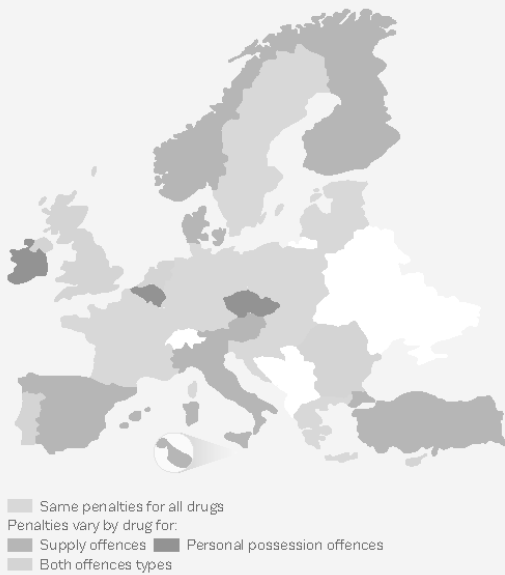 Same penalties for all drugs
Penalties vary by drug for:
Supply offences Personal possession offences
Both offences types